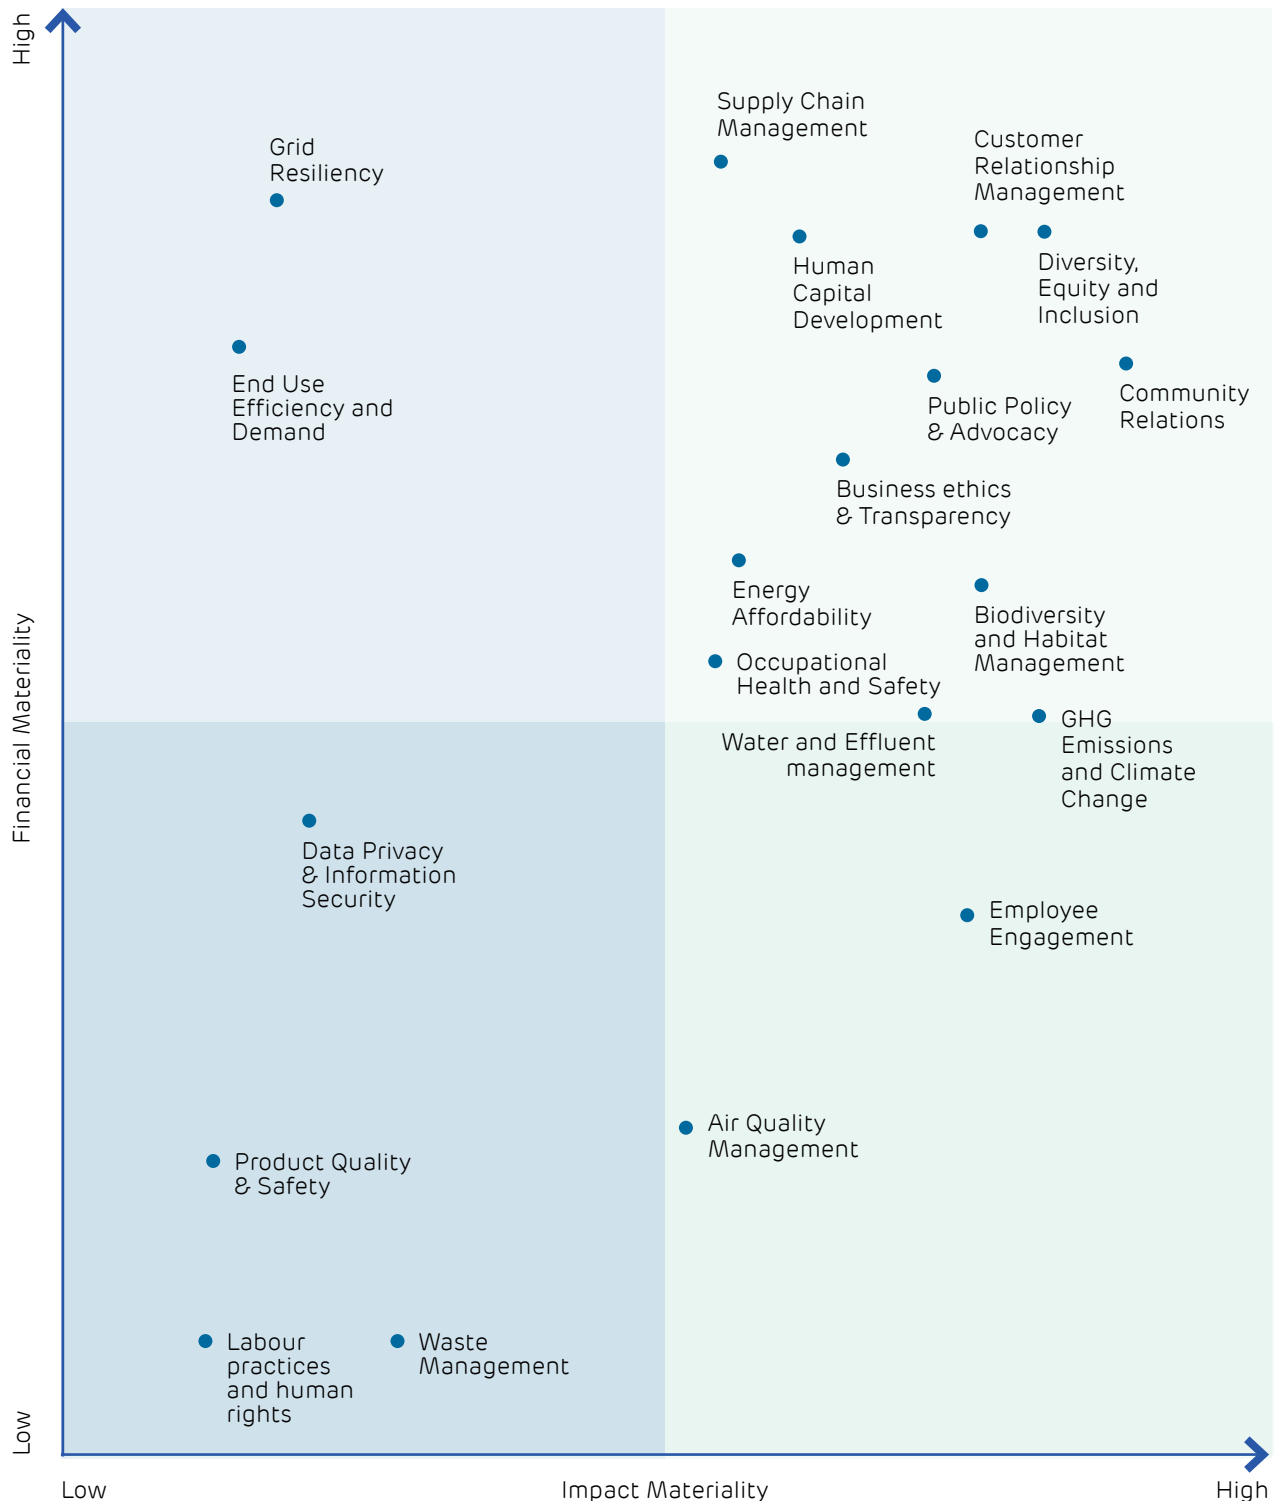 High
Supply Chain
Management
Grid
Resiliency
Customer
Relationship
Management
Human
Capital
Development
Diversity,
Equity and
Inclusion
End Use
Efficiency and
Demand
Public Policy
& Advocacy
Community
Relations
Business ethics
& Transparency
Energy
Affordability
Biodiversity
and Habitat
Management
Occupational
Health and Safety
Water and Effluent
management
GHG
Emissions
and Climate
Change
Financial Materiality
Data Privacy
& Information
Security
Employee
Engagement
Air Quality
Management
Product Quality
& Safety
Labour
practices
and human
rights
Waste
Management
Low
Low
Impact Materiality
High